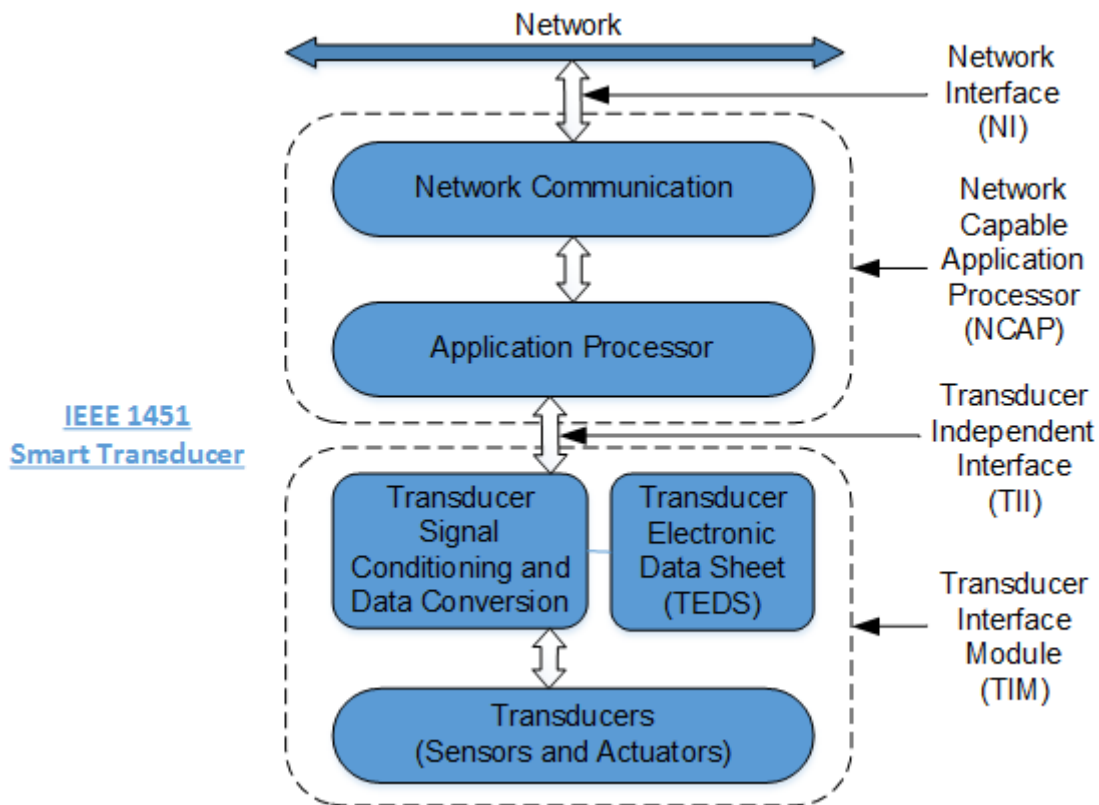 Network
Network
Interface
(NI)
Network Communication
Network
Capable
Application
Processor
(NCAP)
Application Processor
IEEE 1451
Smart Transducer
Transducer
Independent
Interface
(TII)
Transducer
Signal
Conditioning and
Data Conversion
Transducer
Electronic
Data Sheet
(TEDS)
Transducer
Interface
Module
(TIM)
Transducers
(Sensors and Actuators)